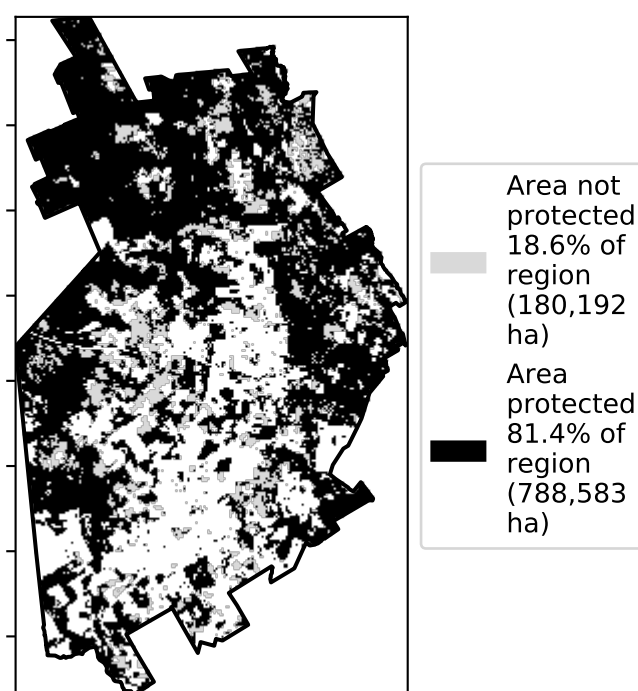 Area not
protected
18.6% of
region
(180,192
ha)
Area
protected
81.4% of
region
(788,583
ha)